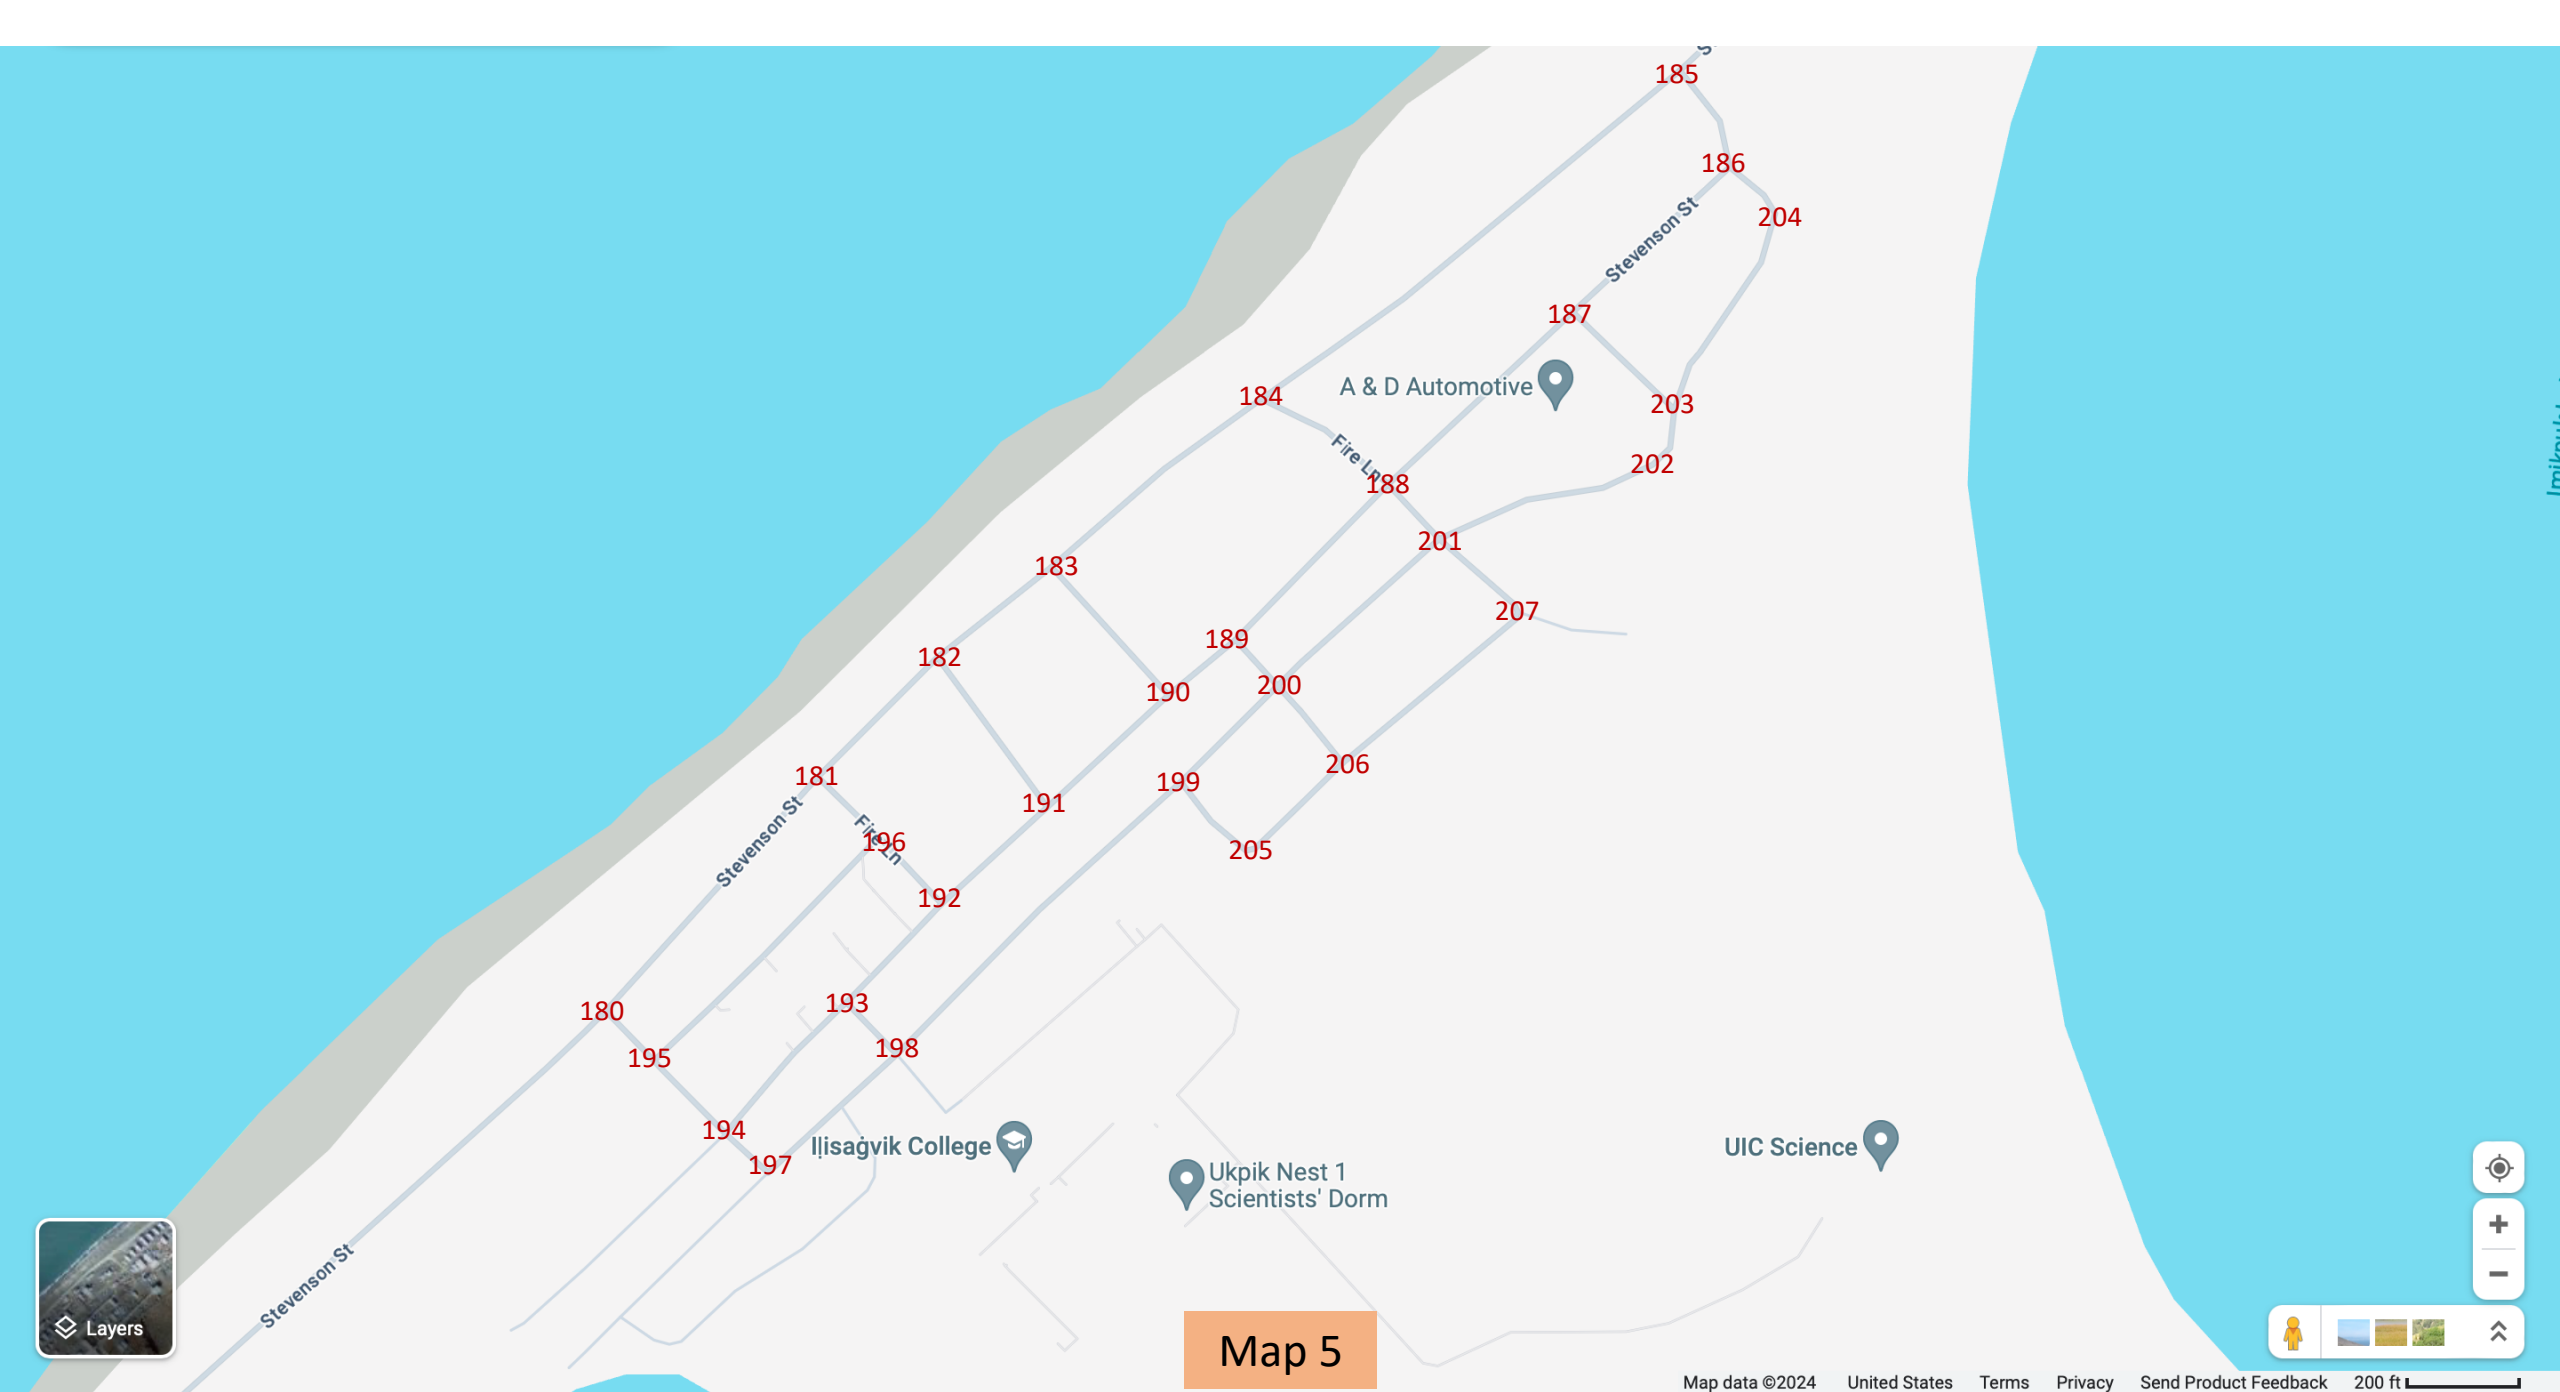 185
186
Stevenson St
204
187
A & D Automotive
184
203
Fire Ln
202
188
201
183
207
189
182
190
200
206
181
199
191
Stevenson St
Fire Ln
196
205
192
193
180
198
195
194
Iḷisaġvik College
UIC Science
197
Ukpik Nest 1
Scientists' Dorm
Stevenson St
Layers
Map 5
Map data ©2024 United States Terms Privacy Send Product Feedback 200 ft